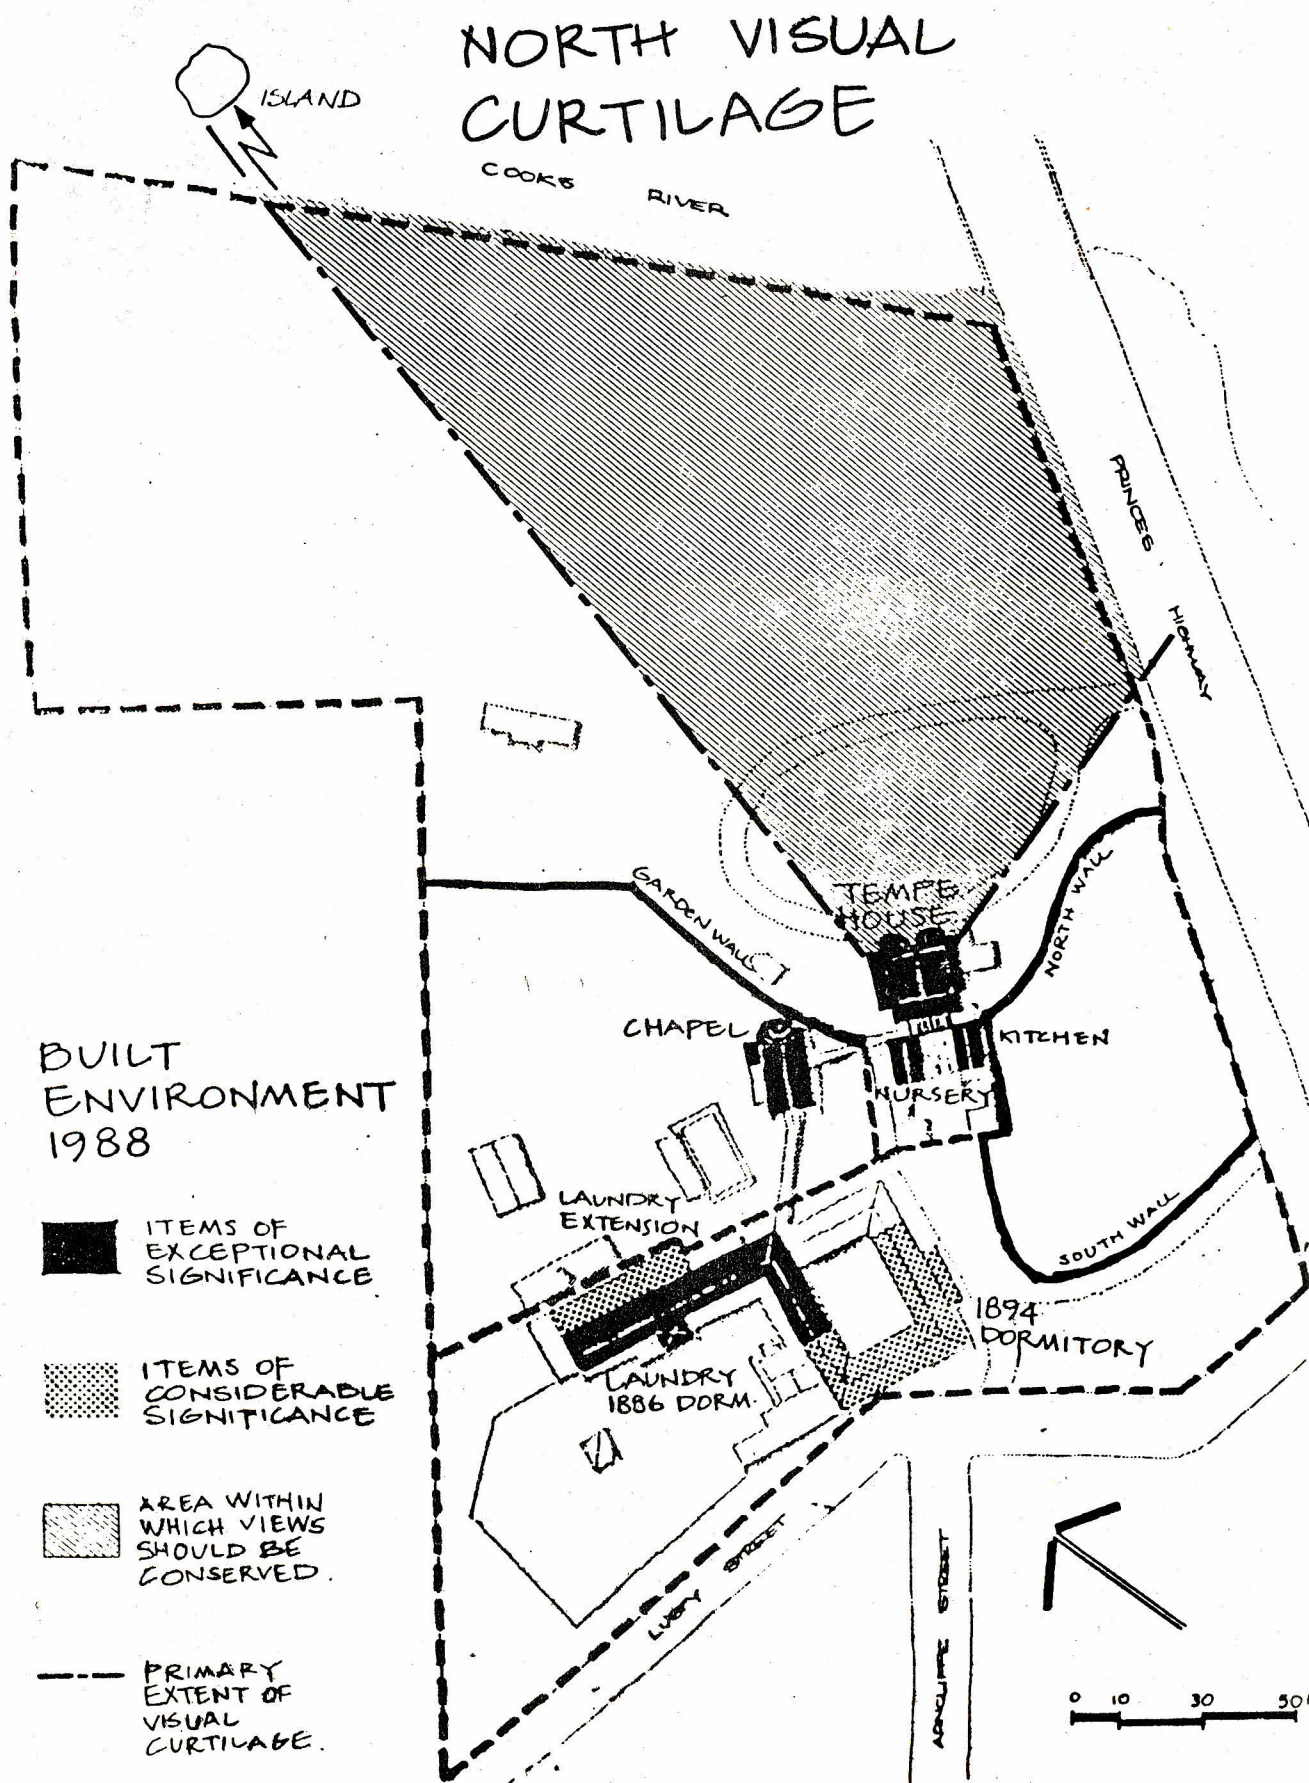 NORTH VISUAL
CURTILAGE
ISLAND
COOKS RIVER
PRINCES HIGHWAY
TEMPE
HOUSE
GARDEN WALL
NORTH WALL
CHAPEL
KITCHEN
NURSERY
BUILT
ENVIRONMENT
1988
ITEMS OF
EXCEPTIONAL
SIGNIFICANCE
ITEMS OF
CONSIDERABLE
SIGNIFICANCE
AREA WITHIN
WHICH VIEWS
SHOULD BE
CONSERVED.
PRIMARY
EXTENT OF
VISUAL
CURTILAGE.
LAUNDRY
EXTENSION
SOUTH WALL
1894
DORMITORY
LAUNDRY
1886 DORM.
LUSTY STREET
ARNCLIFFE STREET
0 10 30 50